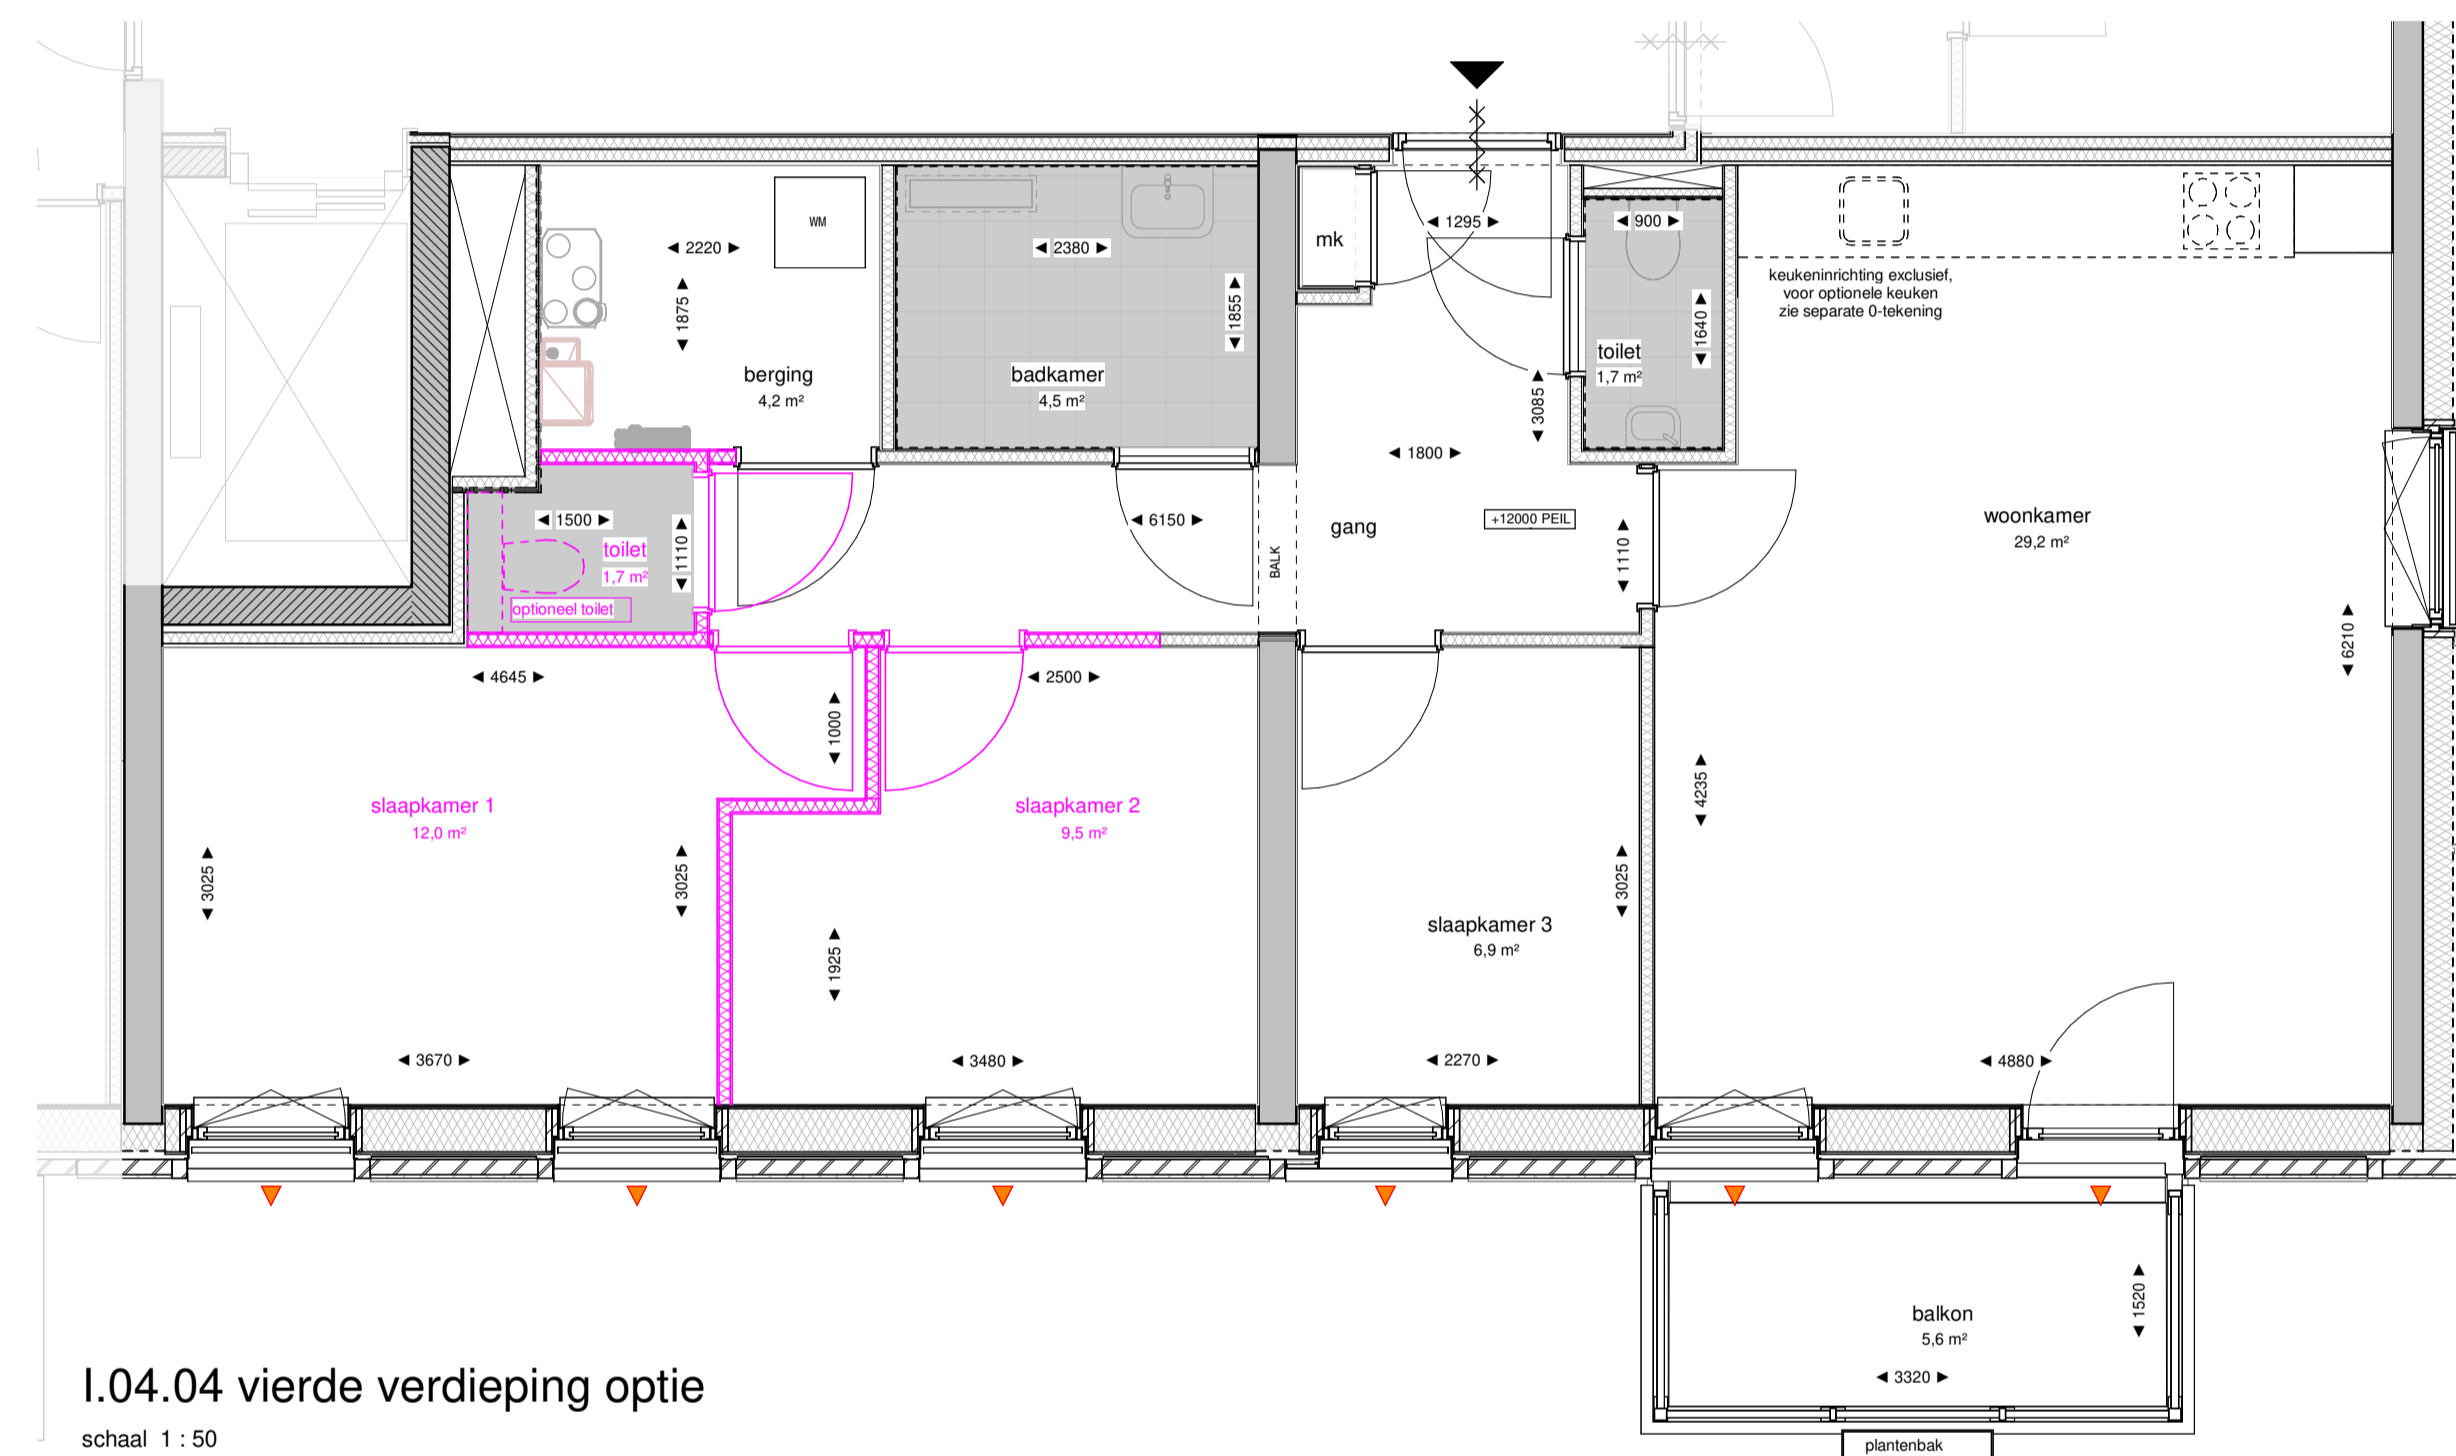 WM
◄ 2220 ►
◄ 1875 ►
berging
4,2 m²
◄ 2380 ►
◄ 1855 ►
badkamer
4,5 m²
mk
◄ 1295 ►
◄ 900 ►
◄ 1640 ►
toilet
1,7 m²
◄ 3085 ►
◄ 1800 ►
keukeninrichting exclusief,
voor optionele keuken
zie separate 0-tekening
◄ 1500 ►
toilet
1,7 m²
◄ 1110 ►
optioneel toilet
◄ 6150 ►
BALK
gang
+12000 PEIL
◄ 1110 ►
woonkamer
29,2 m²
◄ 6210 ►
◄ 4645 ►
◄ 1000 ►
◄ 2500 ►
◄ 4235 ►
slaapkamer 1
12,0 m²
slaapkamer 2
9,5 m²
◄ 3025 ►
◄ 3025 ►
◄ 1925 ►
slaapkamer 3
6,9 m²
◄ 3025 ►
◄ 3670 ►
◄ 3480 ►
◄ 2270 ►
◄ 4880 ►
balkon
5,6 m²
◄ 1520 ►
◄ 3320 ►
plantenbak
I.04.04 vierde verdieping optie
schaal 1 : 50